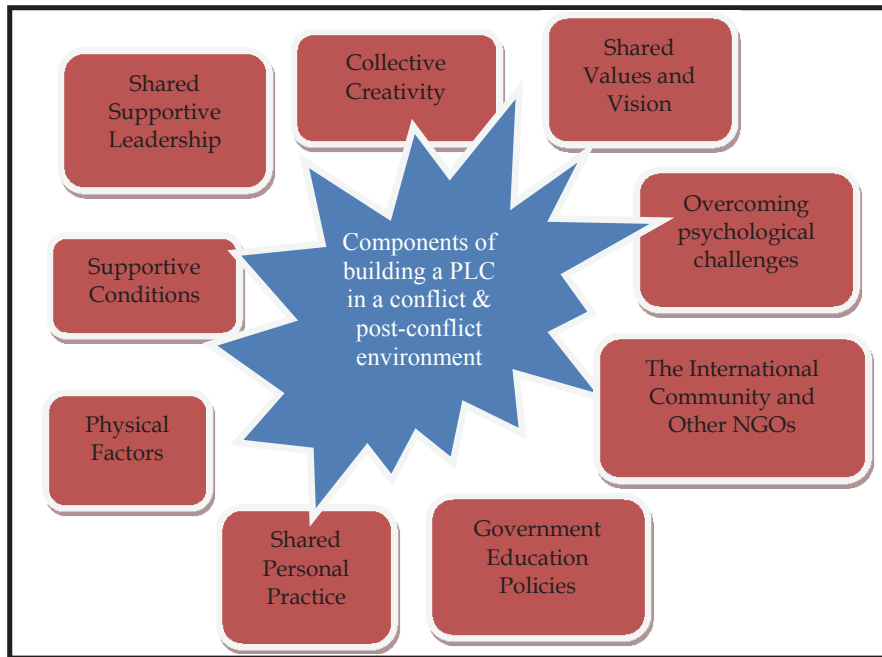 Shared
Supportive
Leadership
Collective
Creativity
Shared
Values and
Vision
Overcoming
psychological
challenges
Components of
building a PLC
in a conflict &
post-conflict
environment
Supportive
Conditions
The International
Community and
Other NGOs
Physical
Factors
Shared
Personal
Practice
Government
Education
Policies